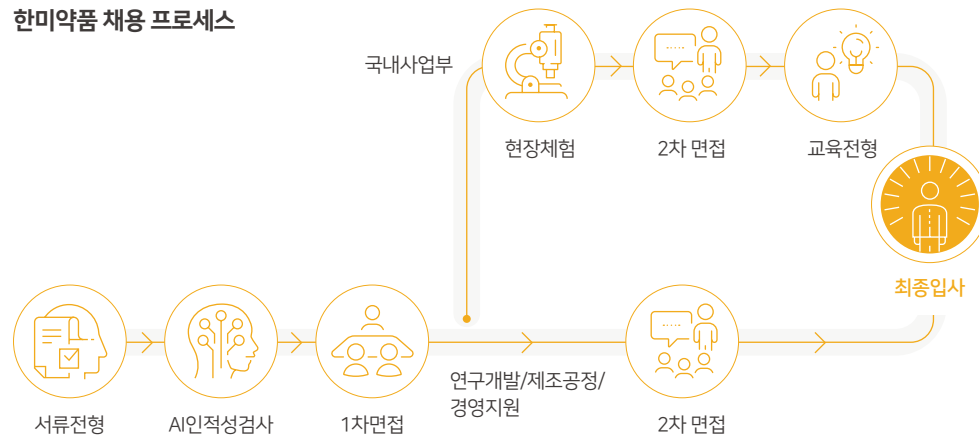 한미약품 채용 프로세스
국내사업부
현장체험
2차 면접
교육전형
최종입사
서류전형
AI인적성검사
1차면접
연구개발/제조공정/
경영지원
2차 면접